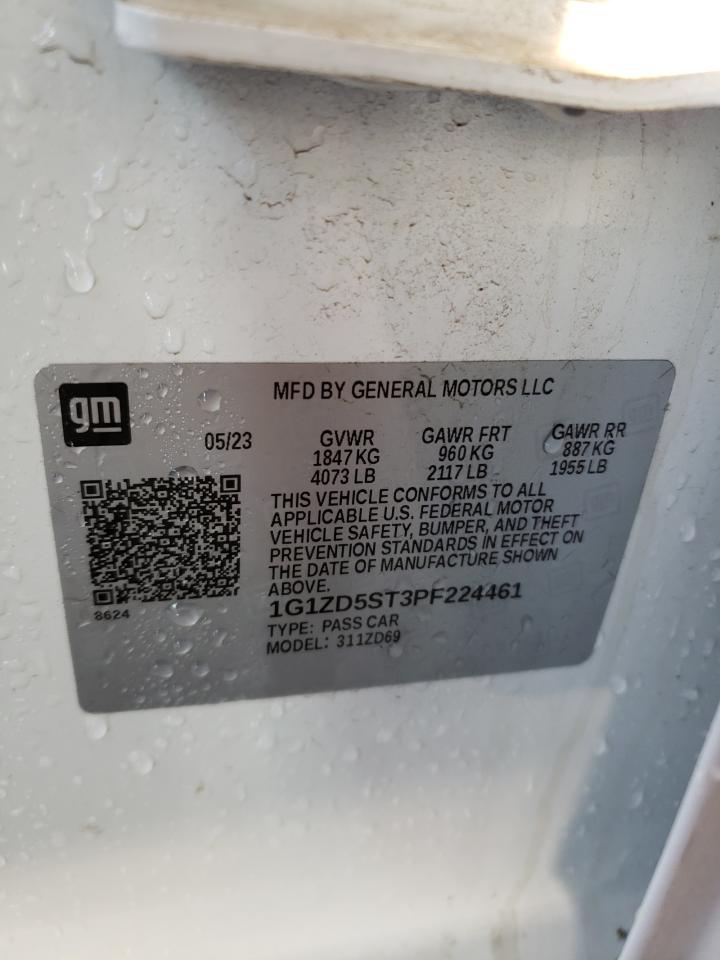 MFD BY GENERAL MOTORS LLC
gm
05/23 GVWR GAWR FRT GAWR RR
1847 KG 960 KG 887 KG
4073 LB 2117 LB 1955 LB
THIS VEHICLE CONFORMS TO ALL
APPLICABLE U.S. FEDERAL MOTOR
VEHICLE SAFETY, BUMPER, AND THEFT
PREVENTION STANDARDS IN EFFECT ON
THE DATE OF MANUFACTURE SHOWN
ABOVE.
8624
1G1ZD5ST3PF224461
TYPE: PASS CAR
MODEL: 311ZD69